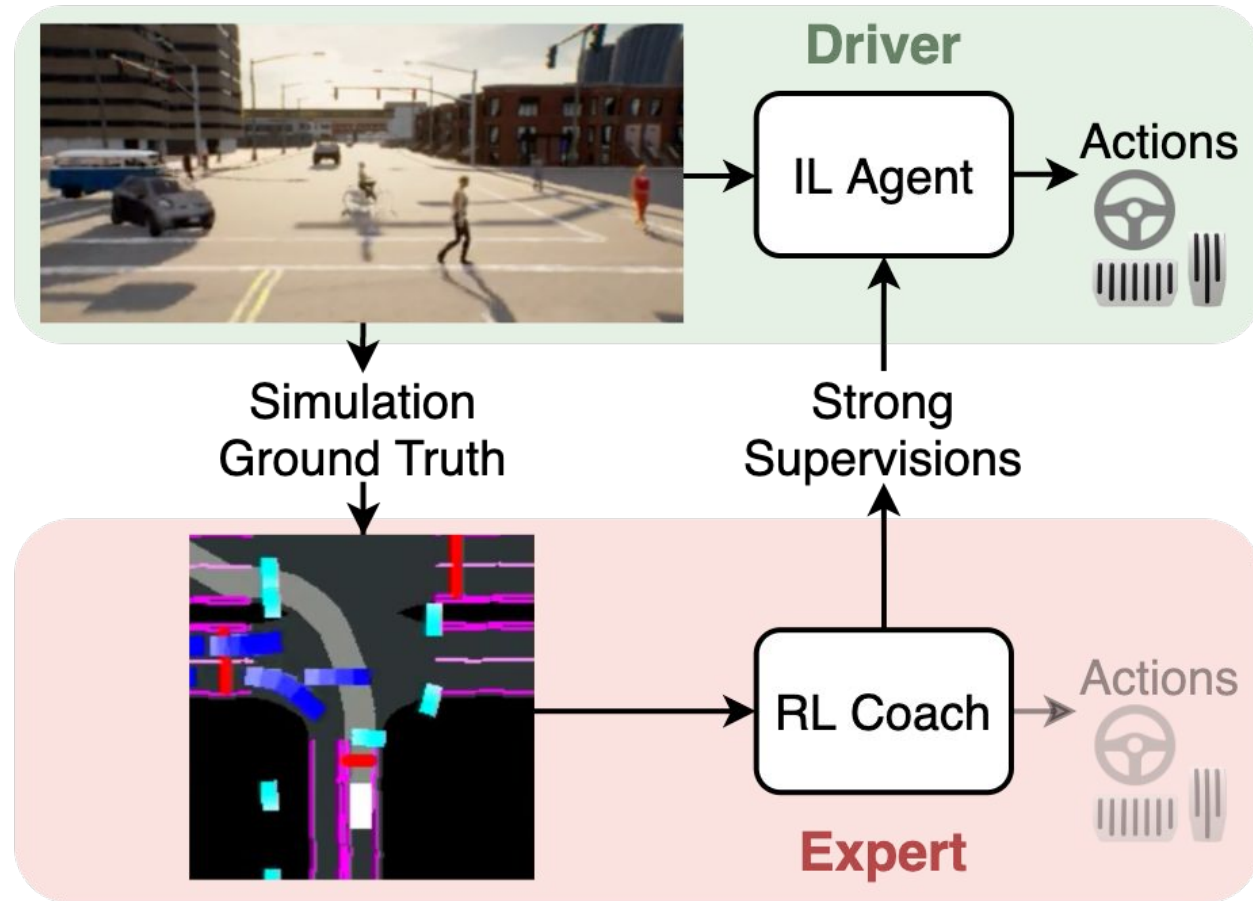 Driver
IL Agent
Actions
Simulation
Ground Truth
Strong
Supervisions
RL Coach
Actions
Expert